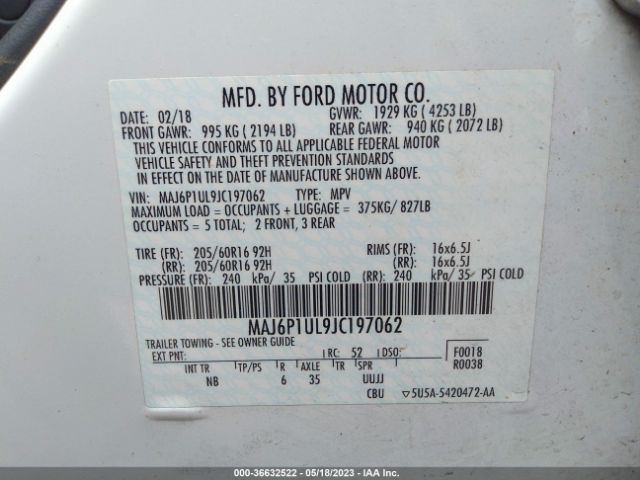 MFD. BY FORD MOTOR CO.
DATE: 02/18 GVWR: 1929 KG ( 4253 LB)
FRONT GAWR: 995 KG ( 2194 LB) REAR GAWR: 940 KG ( 2072 LB)
THIS VEHICLE CONFORMS TO ALL APPLICABLE FEDERAL MOTOR
VEHICLE SAFETY AND THEFT PREVENTION STANDARDS
IN EFFECT ON THE DATE OF MANUFACTURE SHOWN ABOVE.
VIN: MAJ6P1UL9JC197062 TYPE: MPV
MAXIMUM LOAD = OCCUPANTS + LUGGAGE = 375KG/ 827LB
OCCUPANTS = 5 TOTAL; 2 FRONT, 3 REAR
TIRE (FR): 205/60R16 92H RIMS (FR): 16x6.5J
(RR): 205/60R16 92H (RR): 16x6.5J
PRESSURE (FR): 240 kPa/ 35 PSI COLD (RR): 240 kPa/ 35 PSI COLD
MAJ6P1UL9JC197062
TRAILER TOWING - SEE OWNER GUIDE
EXT PNT: RC: 52 DSO: F0018
R0038
INT TR TP/PS R AXLE TR SPR
NB 6 35 UUJJ
CBU ▽5U5A-5420472-AA
000-36632522 - 05/18/2023 - IAA Inc.